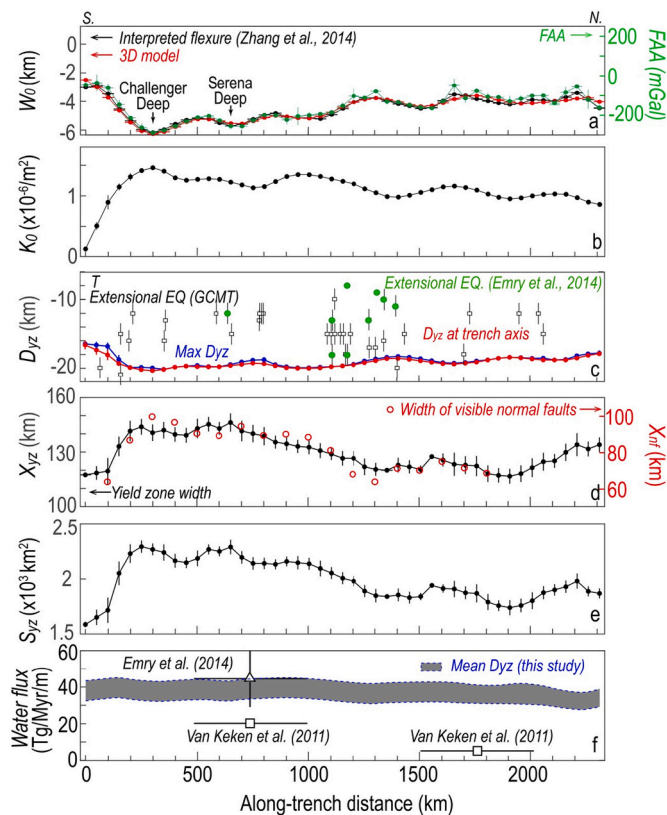 S.
N.
Interpreted flexure (Zhang et al., 2014)
3D model
FAA
Challenger
Deep
Serena
Deep
W0 (km)
0
-2
-4
-6
200
0
-200
FAA (mGal)
a
K0 (x10-6/m2)
1
0
b
T
Extensional EQ (GCMT)
Extensional EQ. (Emry et al., 2014)
Max Dyz
Dyz at trench axis
Dyz (km)
-10
-20
c
Width of visible normal faults
Yield zone width
Xyz (km)
160
130
100
100
80
60
Xnf (km)
d
Syz (x10³ km²)
2.5
2
1.5
e
Emry et al. (2014)
Mean Dyz (this study)
Van Keken et al. (2011)
Van Keken et al. (2011)
Water flux
(Tg/Myr/m)
60
40
20
0
f
0
500
1000
1500
2000
Along-trench distance (km)